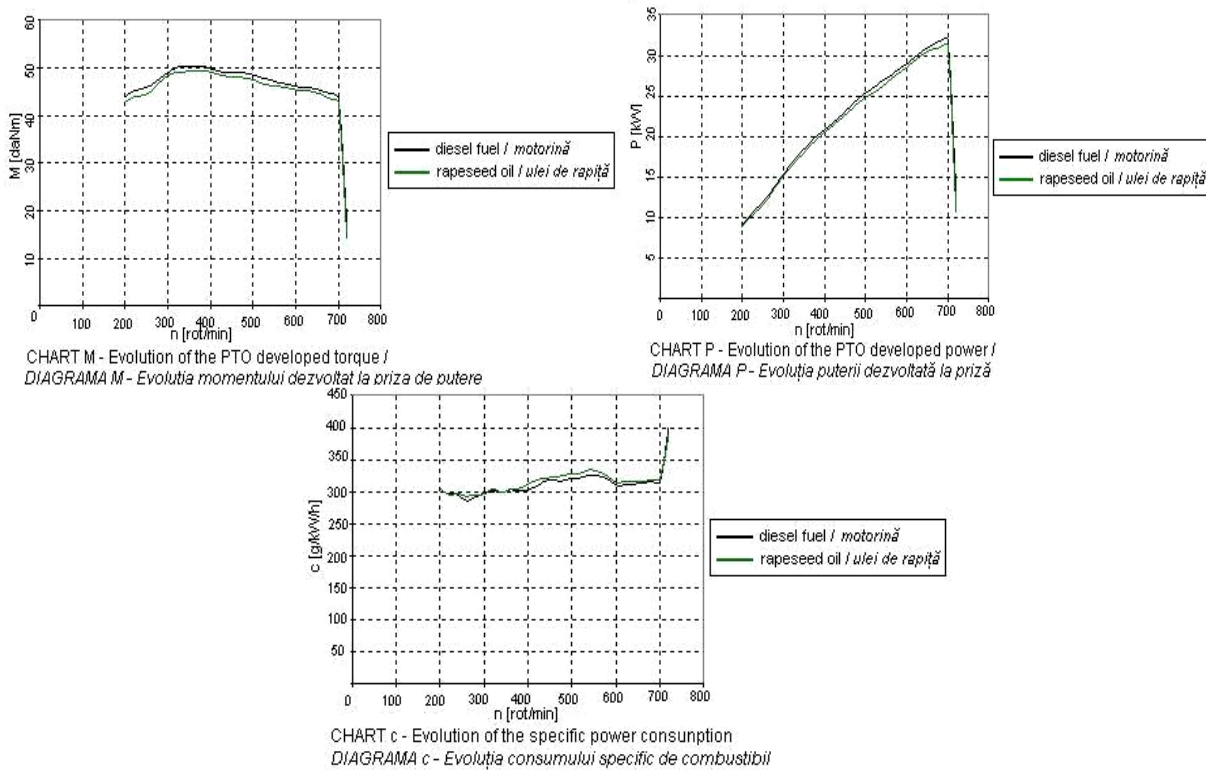 60
50
40
30
20
10
M [daNm]
0 100 200 300 400 500 600 700 800
n [rot/min]
diesel fuel / motorină
rapeseed oil / ulei de rapiță
CHART M - Evolution of the PTO developed torque /
DIAGRAMA M - Evolutia momentului dezvoltat la priza de putere
35
30
25
20
15
10
5
P [kW]
0 100 200 300 400 500 600 700 800
n [rot/min]
diesel fuel / motorină
rapeseed oil / ulei de rapiță
CHART P - Evolution of the PTO developed power /
DIAGRAMA P - Evoluția puterii dezvoltată la priză
450
400
350
300
250
200
150
100
50
c [g/kW/h]
0 100 200 300 400 500 600 700 800
n [rot/min]
diesel fuel / motorină
rapeseed oil / ulei de rapiță
CHART c - Evolution of the specific power consunption
DIAGRAMA c - Evoluția consumului specific de combustibil